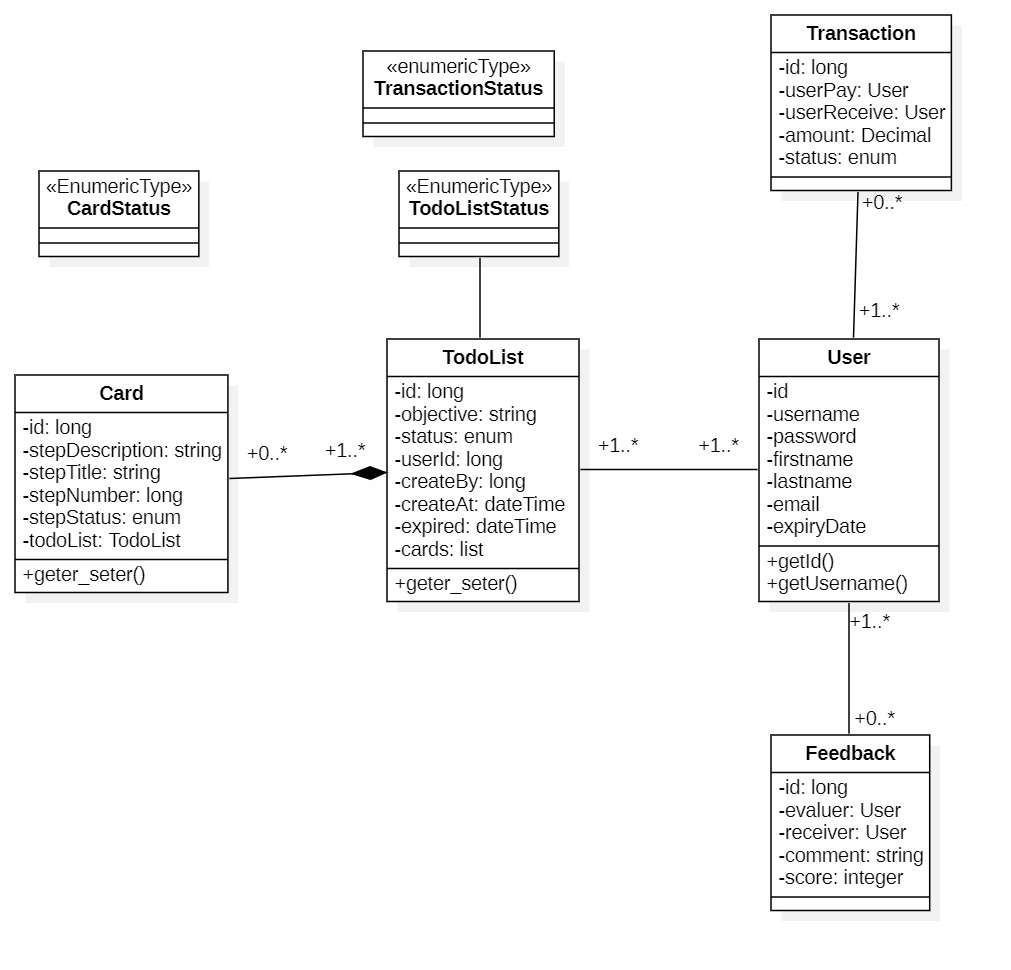 Transaction
-id: long
-userPay: User
-userReceive: User
-amount: Decimal
-status: enum
«enumericType»
TransactionStatus
«EnumericType»
CardStatus
«EnumericType»
TodoListStatus
+0..*
+1..*
Card
-id: long
-stepDescription: string
-stepTitle: string
-stepNumber: long
-stepStatus: enum
-todoList: TodoList
+geter_seter()
+0..*
+1..*
TodoList
-id: long
-objective: string
-status: enum
-userId: long
-createBy: long
-createAt: dateTime
-expired: dateTime
-cards: list
+geter_seter()
+1..*
+1..*
User
-id
-username
-password
-firstname
-lastname
-email
-expiryDate
+getId()
+getUsername()
+1..*
+0..*
Feedback
-id: long
-evaluer: User
-receiver: User
-comment: string
-score: integer